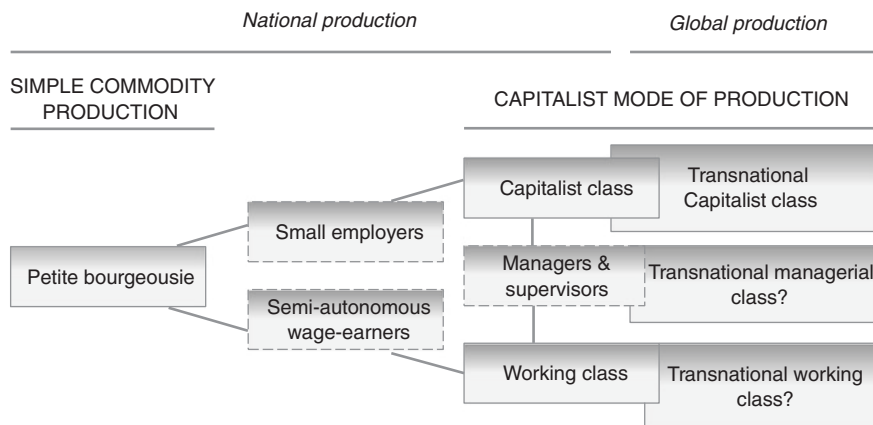 National production
Global production
SIMPLE COMMODITY
PRODUCTION
CAPITALIST MODE OF PRODUCTION
Petite bourgeousie
Small employers
Semi-autonomous
wage-earners
Capitalist class
Managers &
supervisors
Working class
Transnational
Capitalist class
Transnational managerial
class?
Transnational working
class?